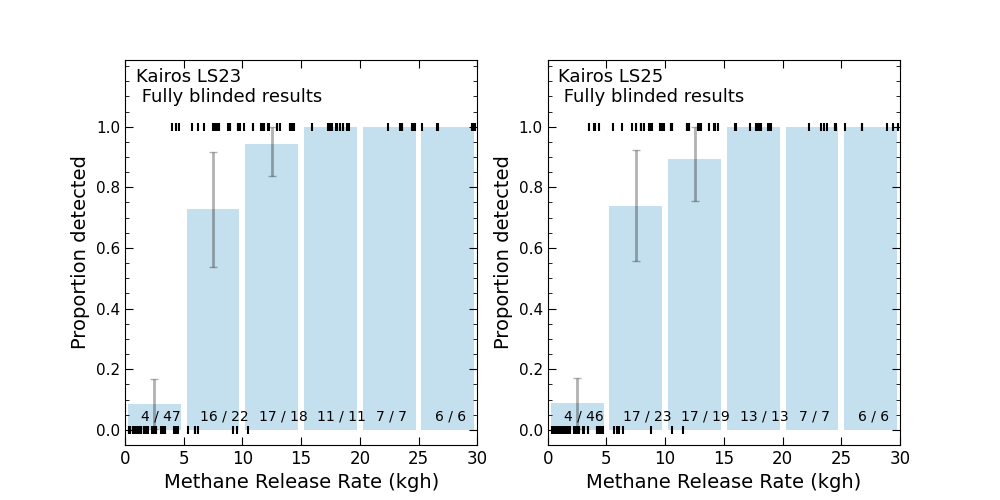 Kairos LS23
Fully blinded results
Proportion detected
1.0
0.8
0.6
0.4
0.2
0.0
4 / 47
16 / 22
17 / 18
11 / 11
7 / 7
6 / 6
0
5
10
15
20
25
30
Methane Release Rate (kgh)
Kairos LS25
Fully blinded results
Proportion detected
1.0
0.8
0.6
0.4
0.2
0.0
4 / 46
17 / 23
17 / 19
13 / 13
7 / 7
6 / 6
0
5
10
15
20
25
30
Methane Release Rate (kgh)